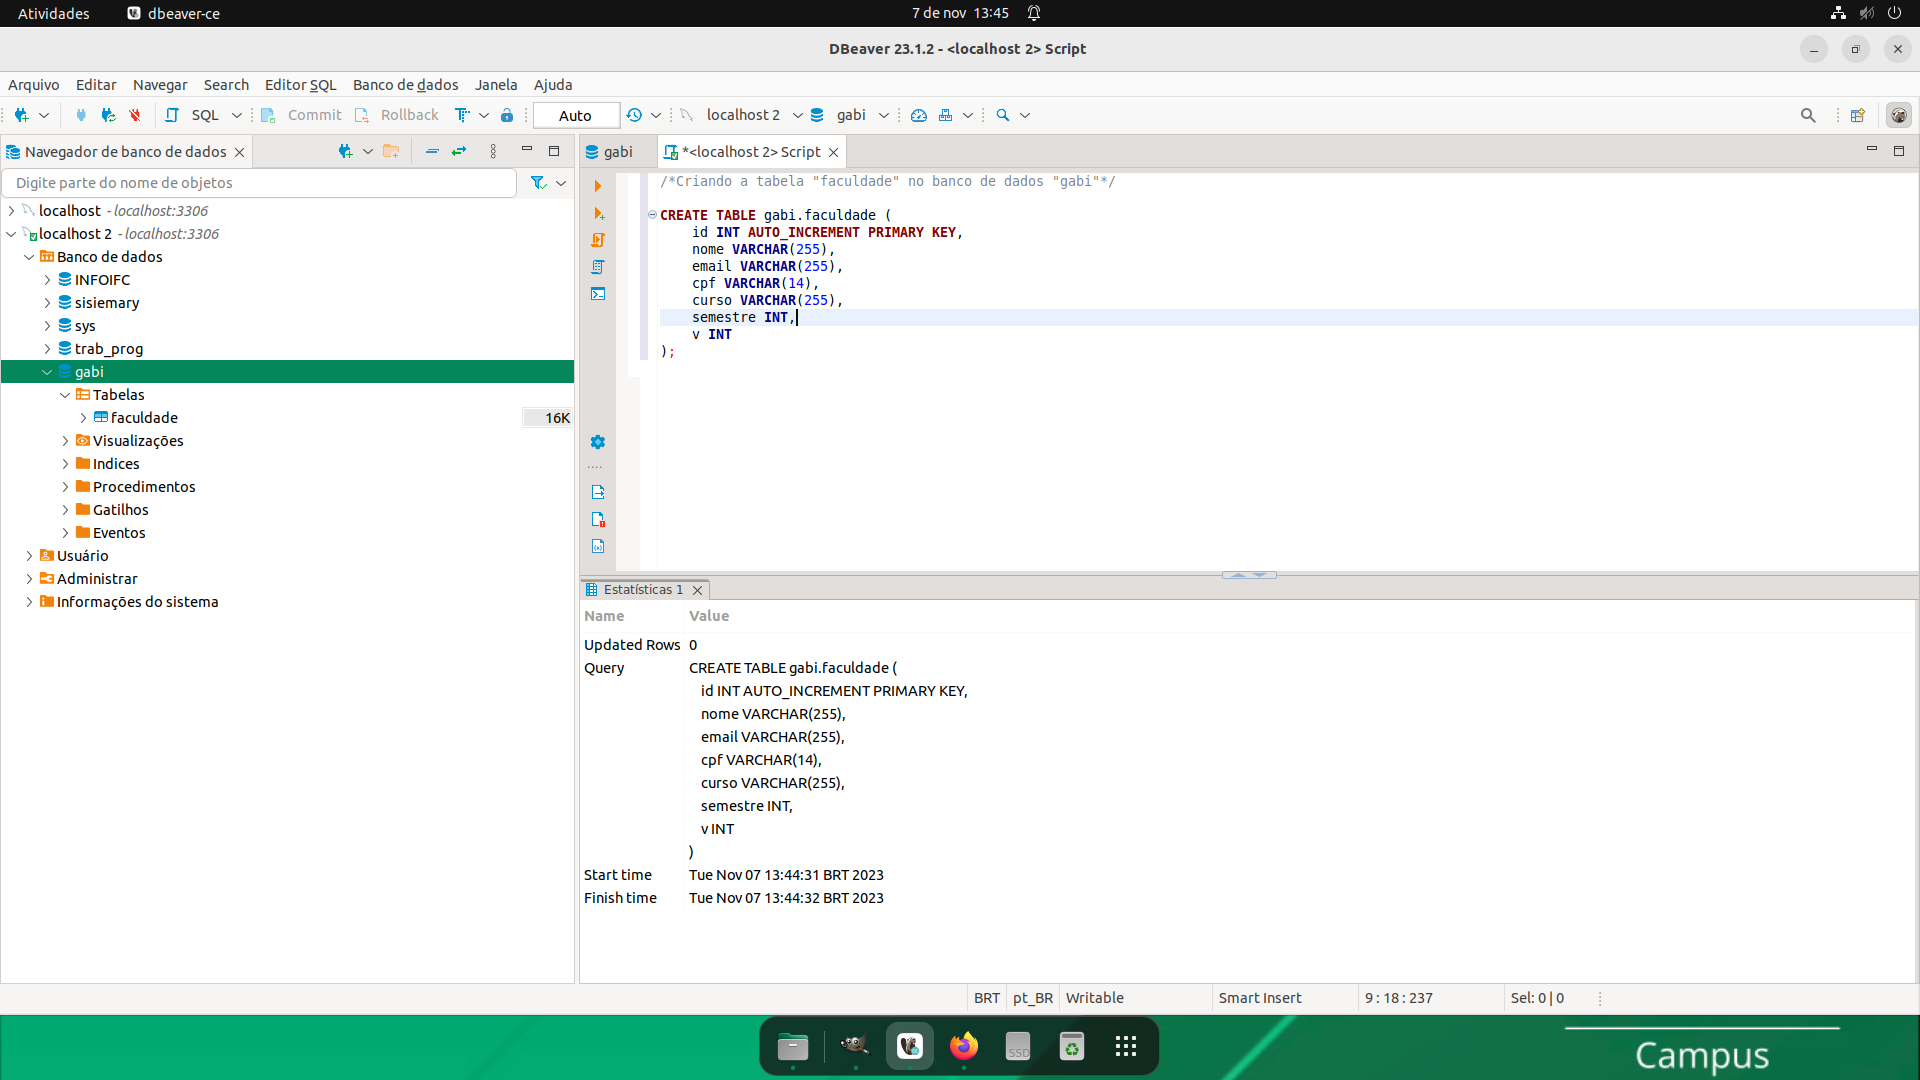 Atividades
dbeaver-ce
7 de nov 13:45
DBeaver 23.1.2 - <localhost 2> Script
Arquivo Editar Navegar Search Editor SQL Banco de dados Janela Ajuda
SQL Commit Rollback Auto localhost 2 gabi
Navegador de banco de dados
Digite parte do nome de objetos
localhost - localhost:3306
localhost 2 - localhost:3306
Banco de dados
INFOIFC
sisiemary
sys
trab_prog
gabi
Tabelas
faculdade 16K
Visualizações
Indices
Procedimentos
Gatilhos
Eventos
Usuário
Administrar
Informações do sistema
gabi
*<localhost 2> Script
/*Criando a tabela "faculdade" no banco de dados "gabi"*/
CREATE TABLE gabi.faculdade (
id INT AUTO_INCREMENT PRIMARY KEY,
nome VARCHAR(255),
email VARCHAR(255),
cpf VARCHAR(14),
curso VARCHAR(255),
semestre INT,
v INT
);
Estatísticas 1
Name Value
Updated Rows 0
Query CREATE TABLE gabi.faculdade (
id INT AUTO_INCREMENT PRIMARY KEY,
nome VARCHAR(255),
email VARCHAR(255),
cpf VARCHAR(14),
curso VARCHAR(255),
semestre INT,
v INT
)
Start time Tue Nov 07 13:44:31 BRT 2023
Finish time Tue Nov 07 13:44:32 BRT 2023
BRT pt_BR Writable Smart Insert 9 : 18 : 237 Sel: 0 | 0
SSD
Campus